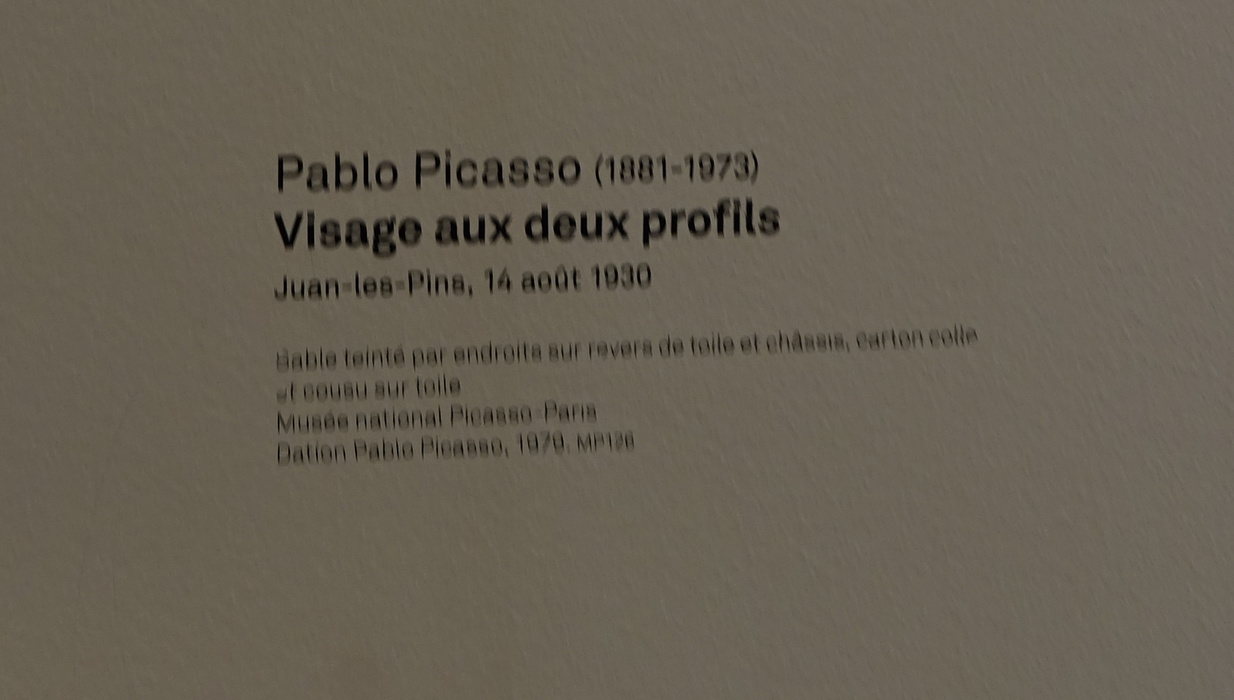 Pablo Picasso (1881-1973)
Visage aux deux profils
Juan-les-Pins, 14 août 1930
Sable teinté par endroits sur revers de toile et châssis, carton collé
et cousu sur toile
Musée national Picasso-Paris
Dation Pablo Picasso, 1979. MP126